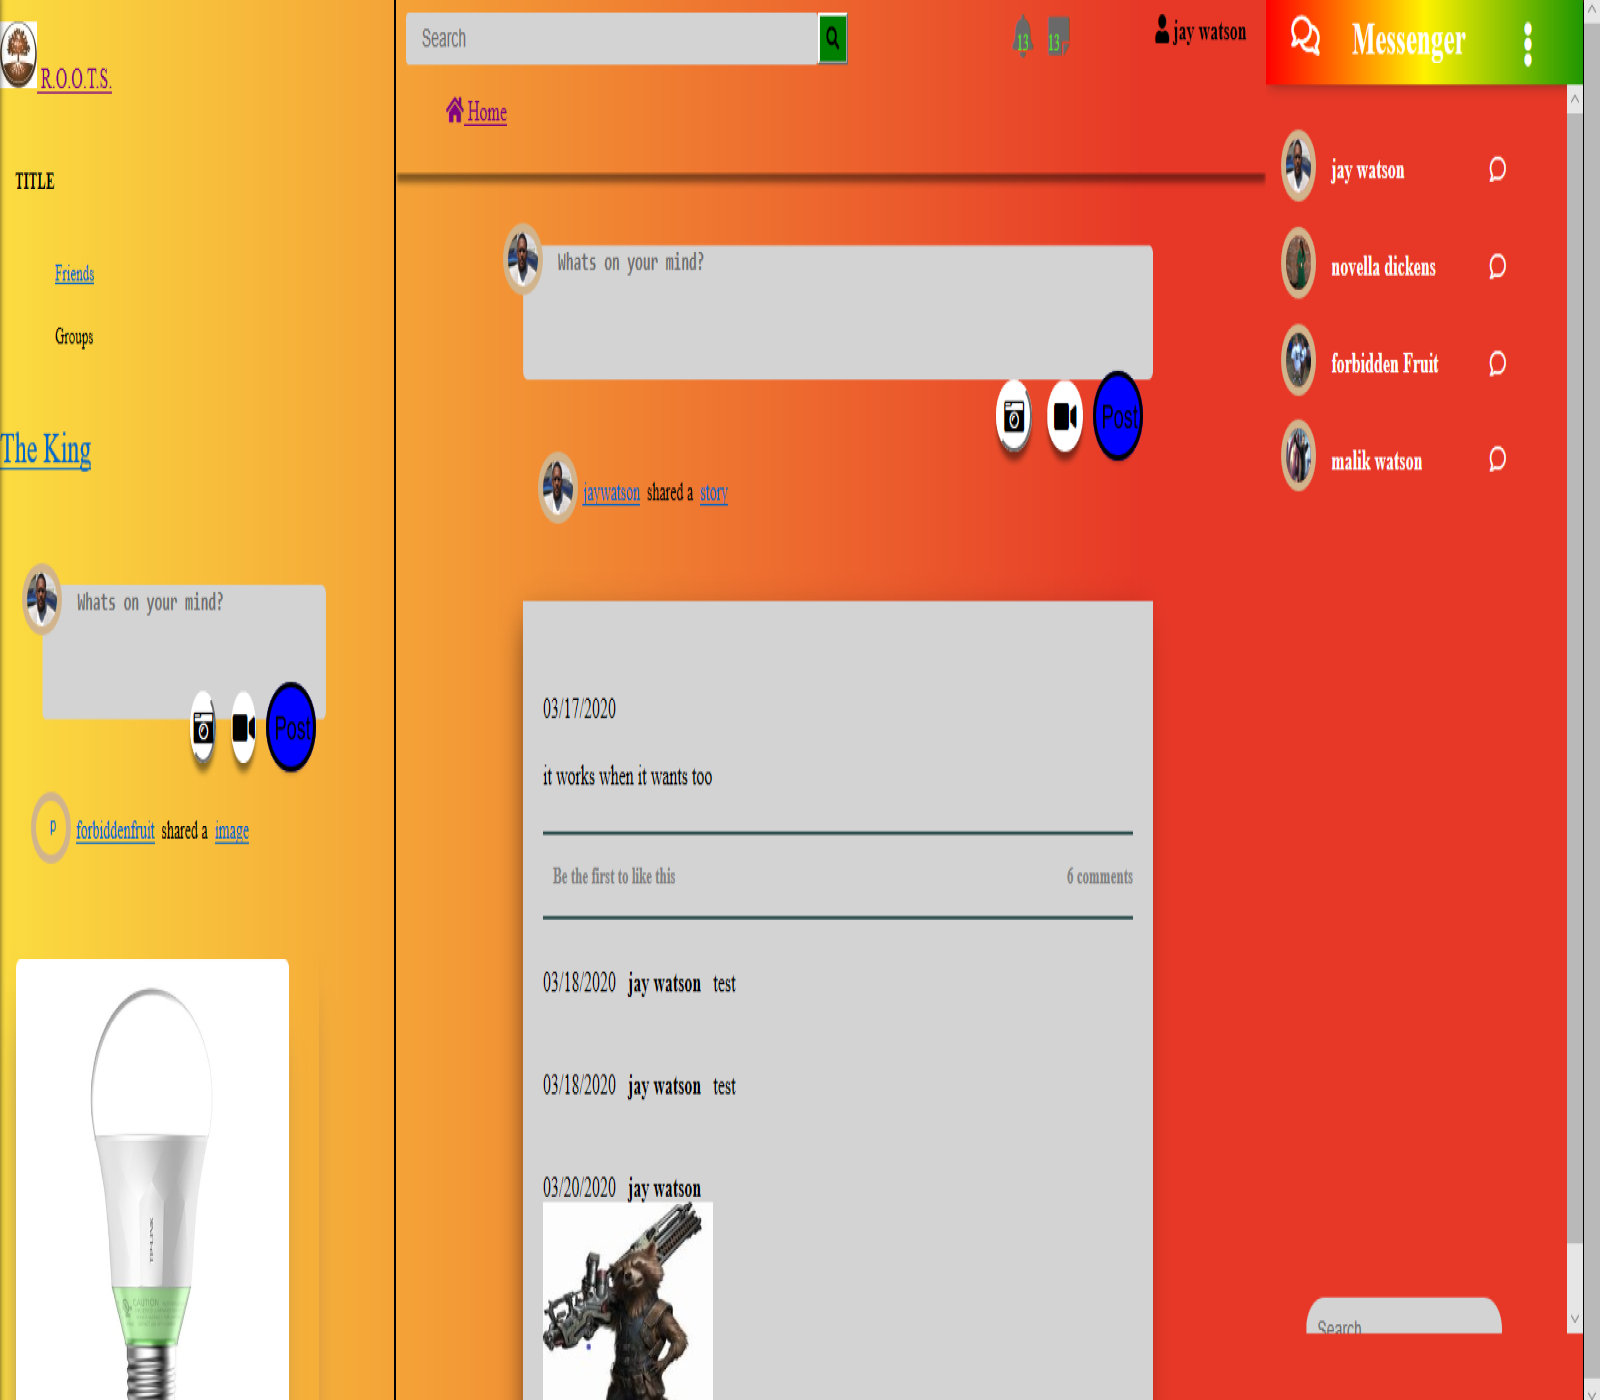 R.O.O.T.S.
TITLE
Friends
Groups
The King
Whats on your mind?
Post
P
forbiddenfruit shared a image
TP-LINK
CAUTION
Search
13
13
jay watson
Home
Whats on your mind?
Post
jaywatson shared a story
03/17/2020
it works when it wants too
Be the first to like this
6 comments
03/18/2020 jay watson test
03/18/2020 jay watson test
03/20/2020 jay watson
Messenger
jay watson
novella dickens
forbidden Fruit
malik watson
Search